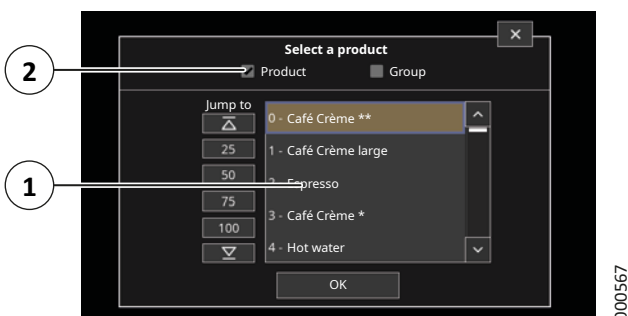 ×
Select a product
2
Product
Group
Jump to
25
50
75
100
0 - Café Crème **
1 - Café Crème large
2 - Espresso
3 - Café Crème *
4 - Hot water
1
OK
000567